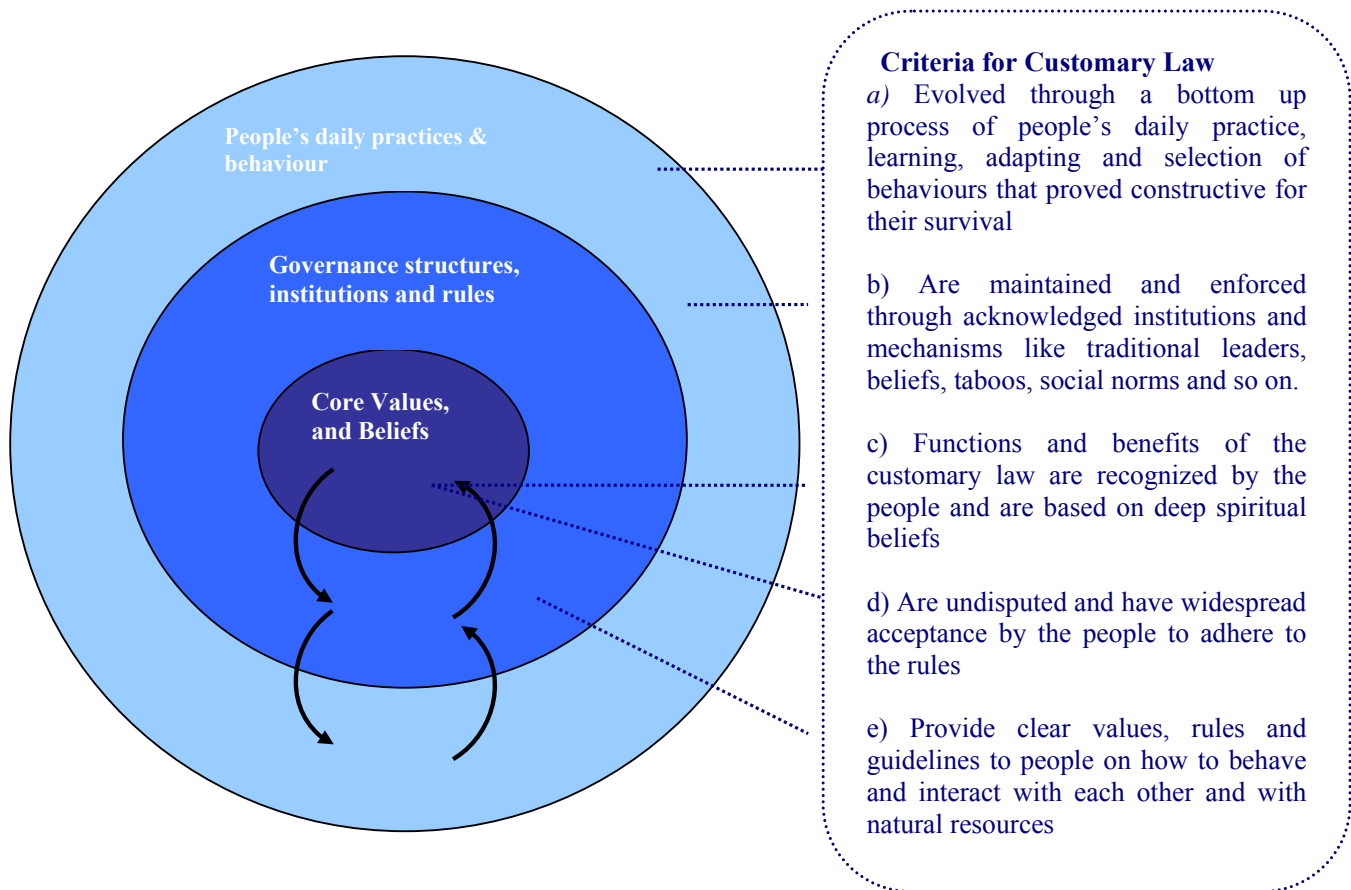 People's daily practices &
behaviour
Governance structures,
institutions and rules
Core Values,
and Beliefs
Criteria for Customary Law
a) Evolved through a bottom up
process of people's daily practice,
learning, adapting and selection of
behaviours that proved constructive for
their survival
b) Are maintained and enforced
through acknowledged institutions and
mechanisms like traditional leaders,
beliefs, taboos, social norms and so on.
c) Functions and benefits of the
customary law are recognized by the
people and are based on deep spiritual
beliefs
d) Are undisputed and have widespread
acceptance by the people to adhere to
the rules
e) Provide clear values, rules and
guidelines to people on how to behave
and interact with each other and with
natural resources